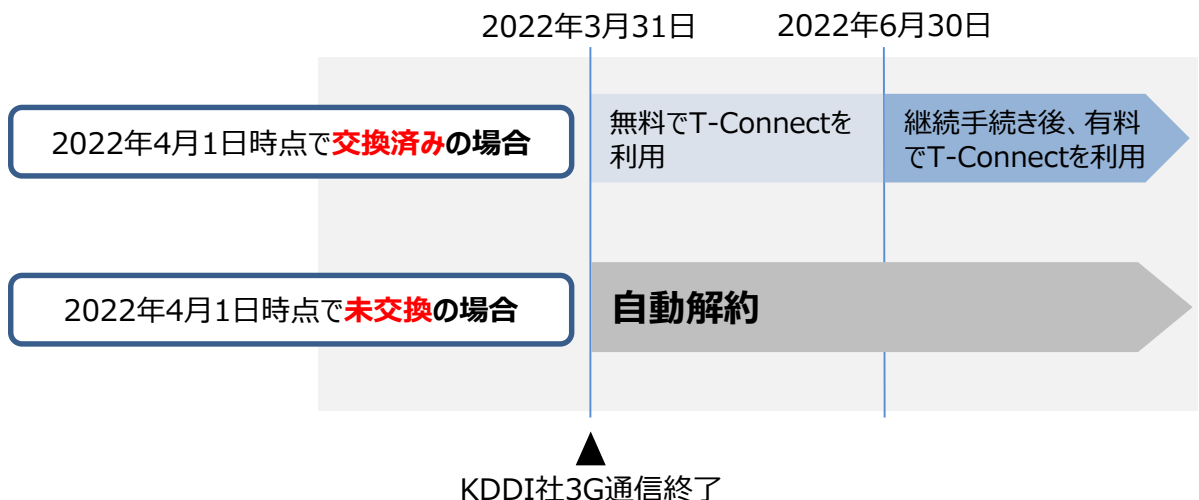 2022年3月31日
2022年6月30日
2022年4月1日時点で交換済みの場合
無料でT-Connectを
利用
継続手続き後、有料
でT-Connectを利用
2022年4月1日時点で未交換の場合
自動解約
KDDI社3G通信終了